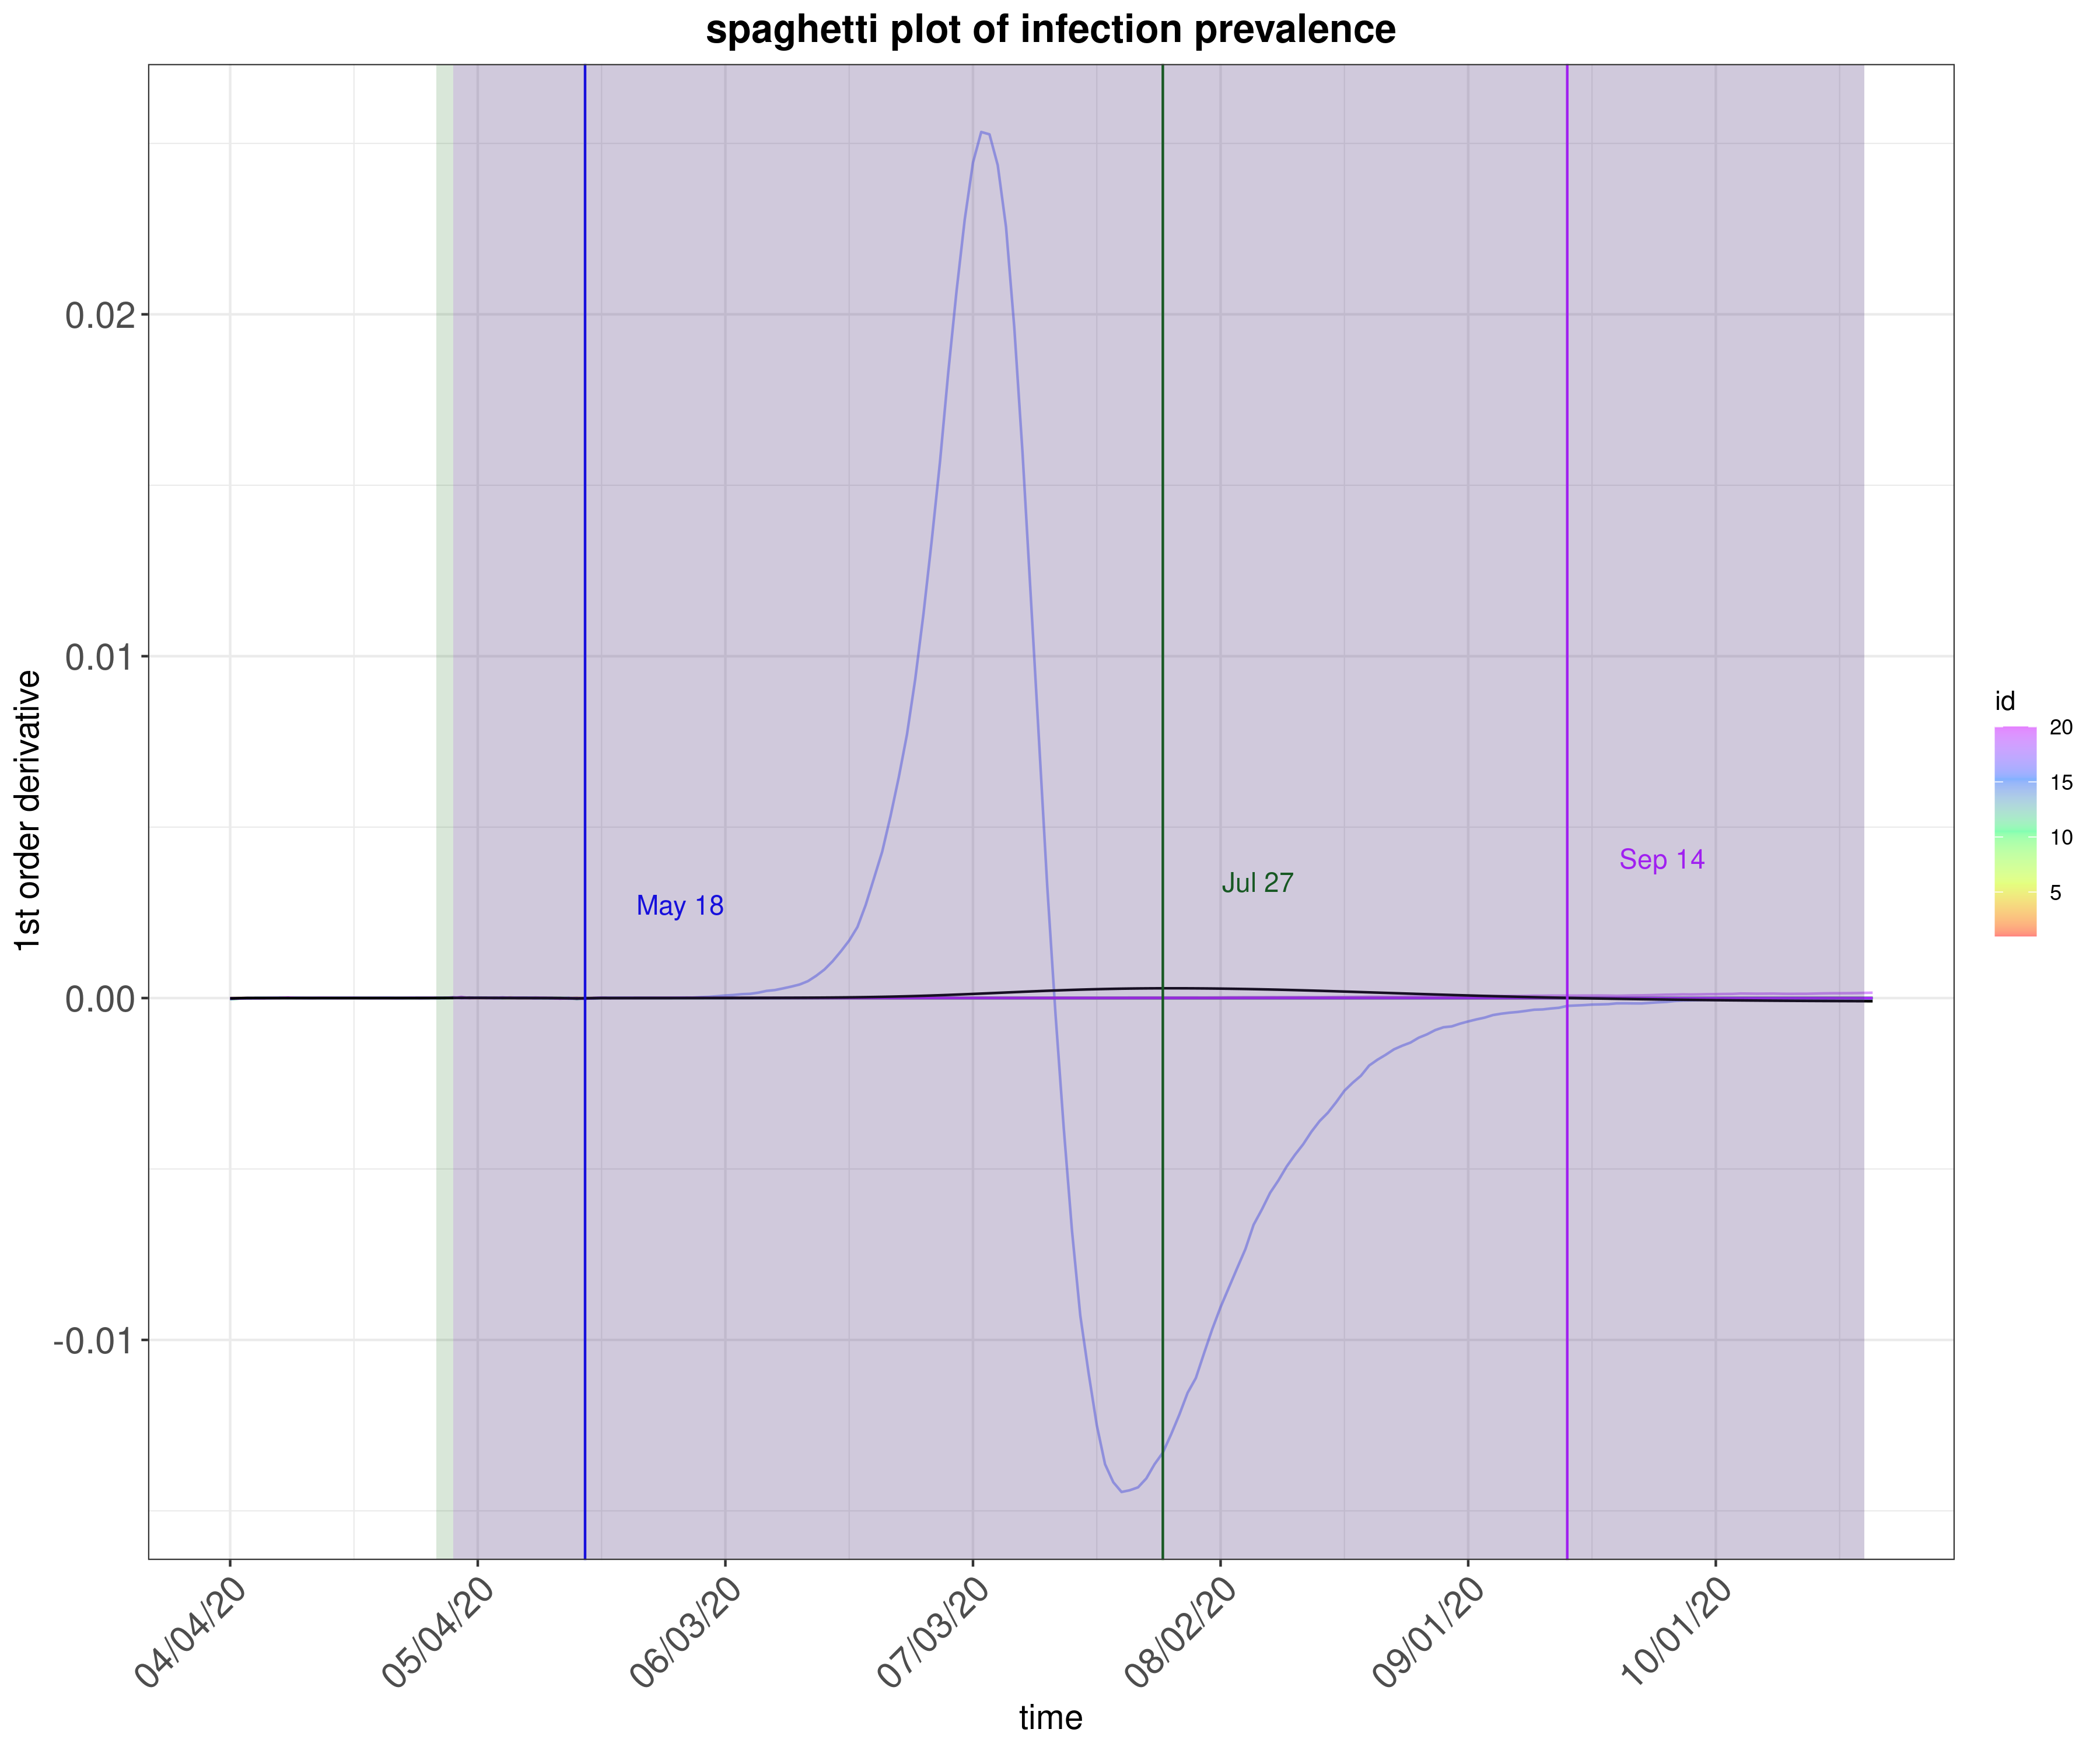 spaghetti plot of infection prevalence
1st order derivative
0.02
0.01
0.00
-0.01
May 18
Jul 27
Sep 14
id
20
15
10
5
04/04/20
05/04/20
06/03/20
07/03/20
08/02/20
09/01/20
10/01/20
time